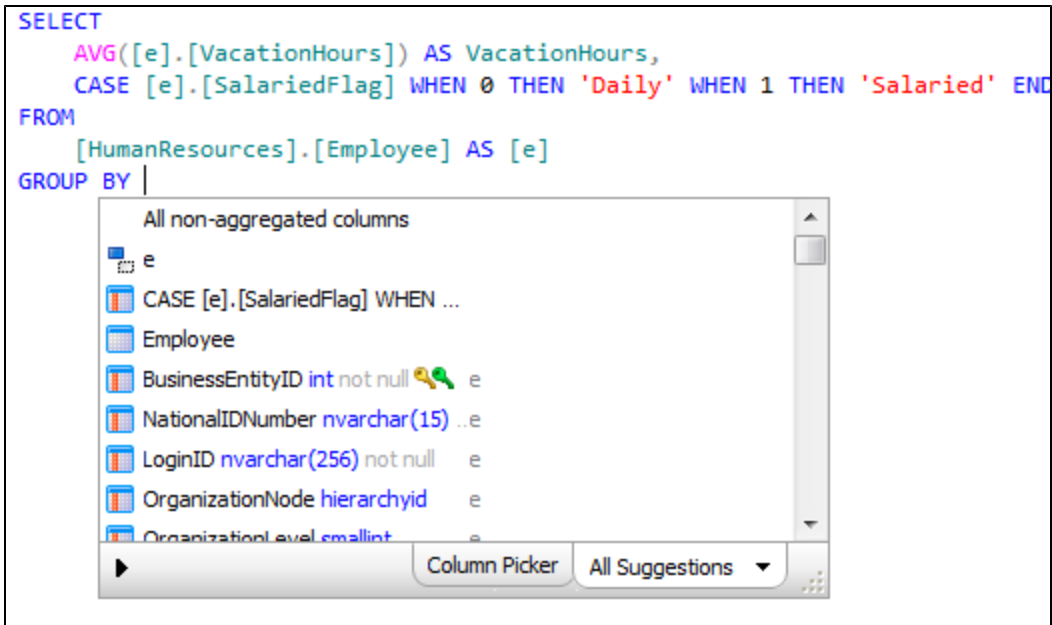 SELECT
AVG([e].[VacationHours]) AS VacationHours,
CASE [e].[SalariedFlag] WHEN 0 THEN 'Daily' WHEN 1 THEN 'Salaried' END
FROM
[HumanResources].[Employee] AS [e]
GROUP BY
All non-aggregated columns
e
CASE [e].[SalariedFlag] WHEN ...
Employee
BusinessEntityID int not null e
NationalIDNumber nvarchar(15) ..e
LoginID nvarchar(256) not null e
OrganizationNode hierarchyid e
OrganizationLevel smallint e
Column Picker All Suggestions